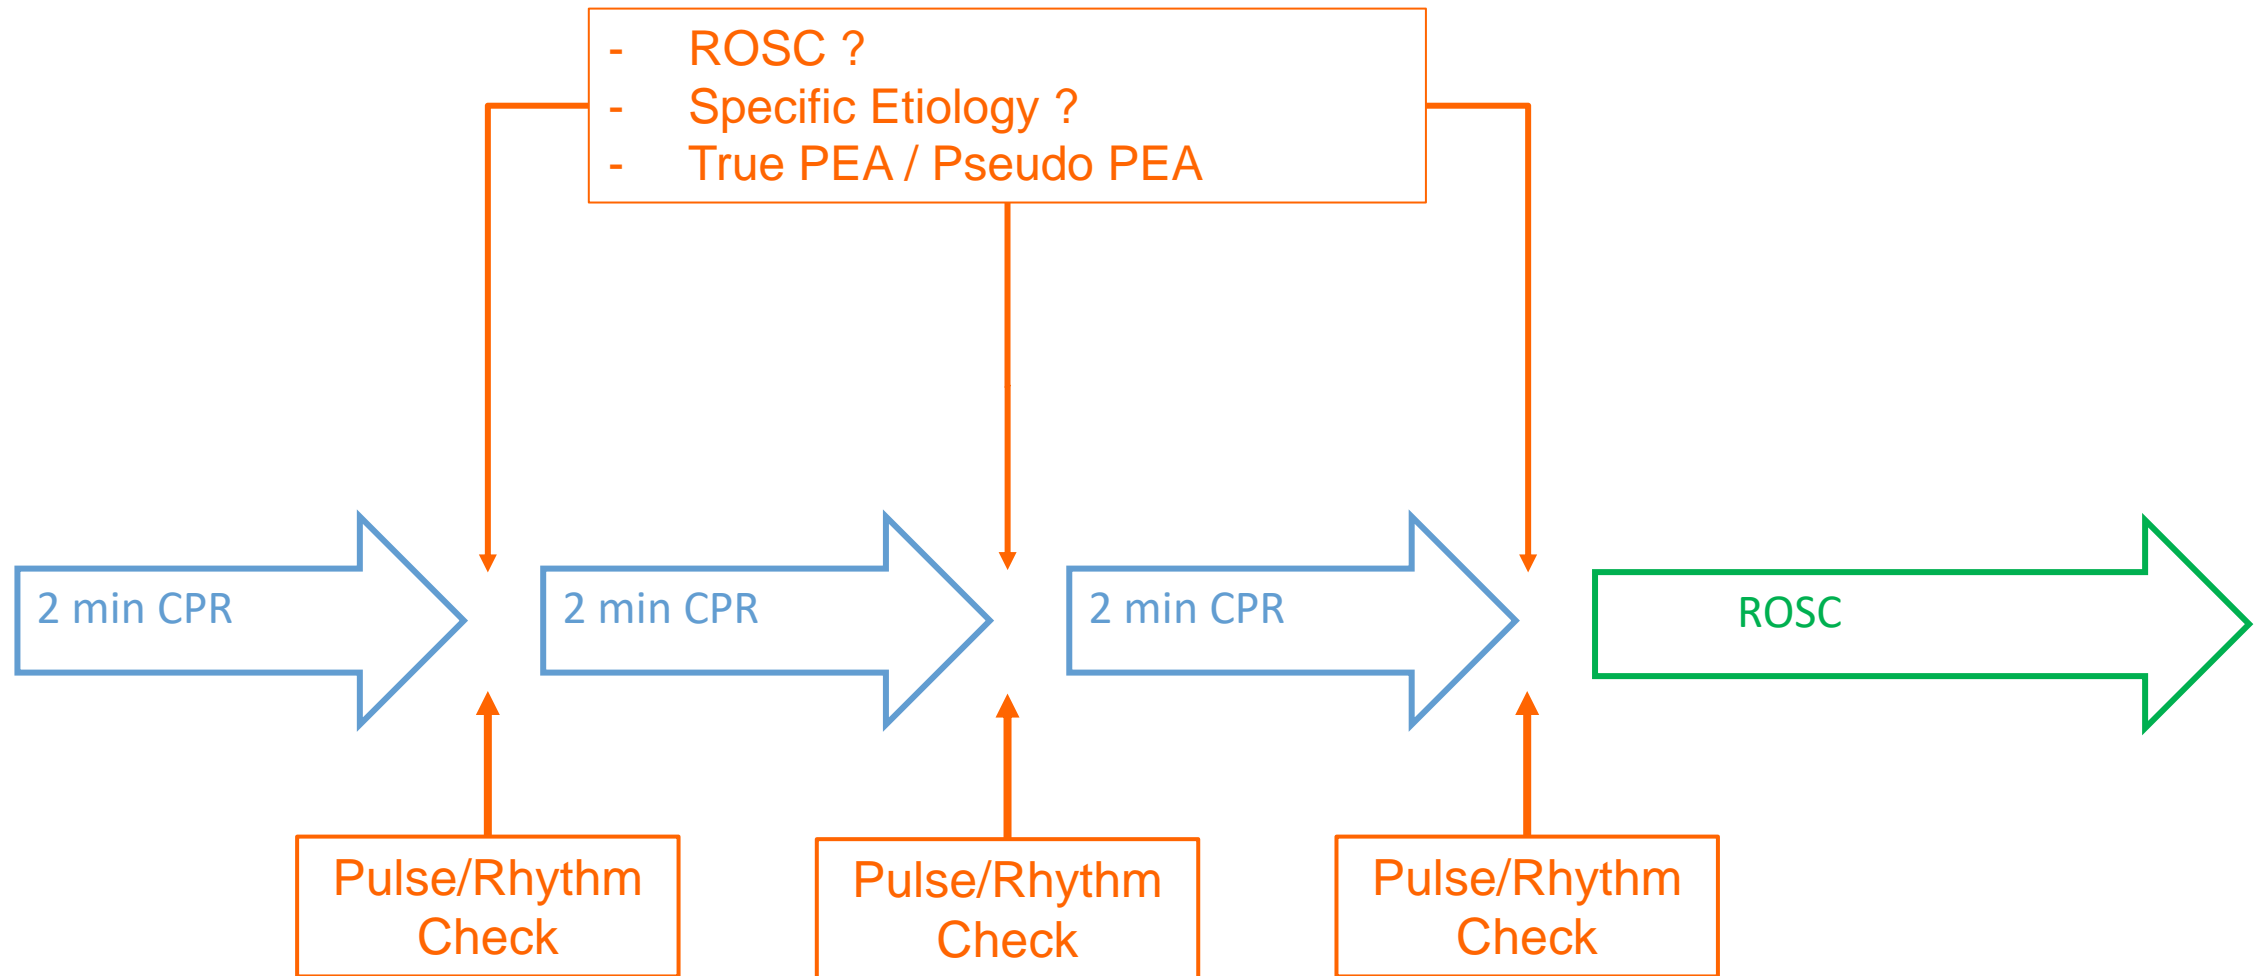 - ROSC ?
- Specific Etiology ?
- True PEA / Pseudo PEA
2 min CPR
2 min CPR
2 min CPR
ROSC
Pulse/Rhythm
Check
Pulse/Rhythm
Check
Pulse/Rhythm
Check